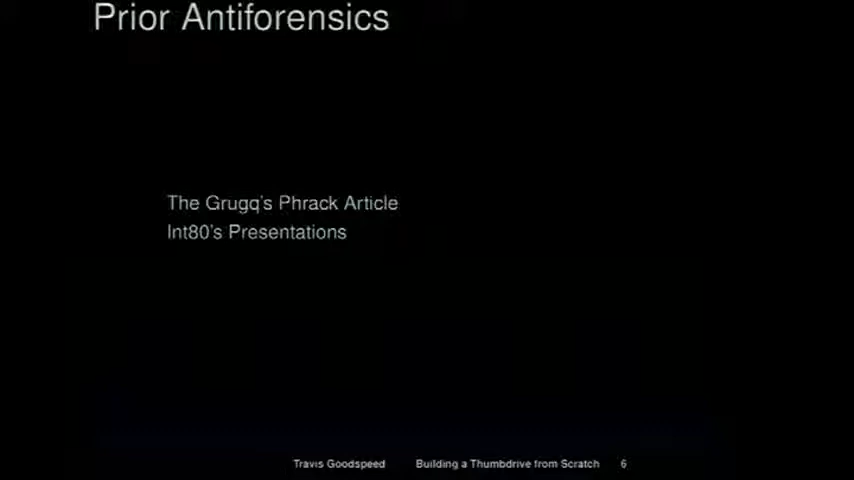 Prior Antiforensics
The Grugq's Phrack Article
Int80's Presentations
Travis Goodspeed Building a Thumbdrive from Scratch 6